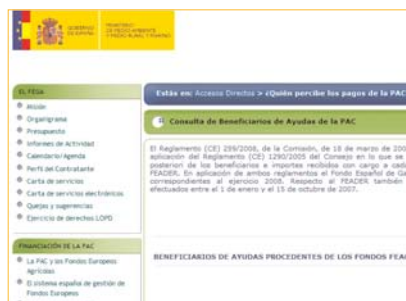 GOBIERNO
DE ESPAÑA
MINISTERIO
DE MEDIO AMBIENTE
Y MEDIO RURAL Y MARINO
EL FEGA
Misión
Organigrama
Presupuesto
Informes de Actividad
Calendario/Agenda
Perfil del Contratante
Carta de servicios
Carta de servicios electrónicos
Quejas y sugerencias
Ejercicio de derechos LOPD
FINANCIACIÓN DE LA PAC
La PAC y los Fondos Europeos
Agrícolas
El sistema español de gestión de
Fondos Europeos
Estás en: Accesos Directos > ¿Quién percibe los pagos de la PAC
Consulta de Beneficiarios de Ayudas de la PAC
El Reglamento (CE) 259/2008, de la Comisión, de 18 de marzo de 200
aplicación del Reglamento (CE) 1290/2005 del Consejo en lo que se
posteriori de los beneficiarios e importes recibidos con cargo a cada
FEADER. En aplicación de ambos reglamentos el Fondo Español de Ga
correspondientes al ejercicio 2008. Respecto al FEADER también
efectuados entre el 1 de enero y el 15 de octubre de 2007.
BENEFICIARIOS DE AYUDAS PROCEDENTES DE LOS FONDOS FEAG